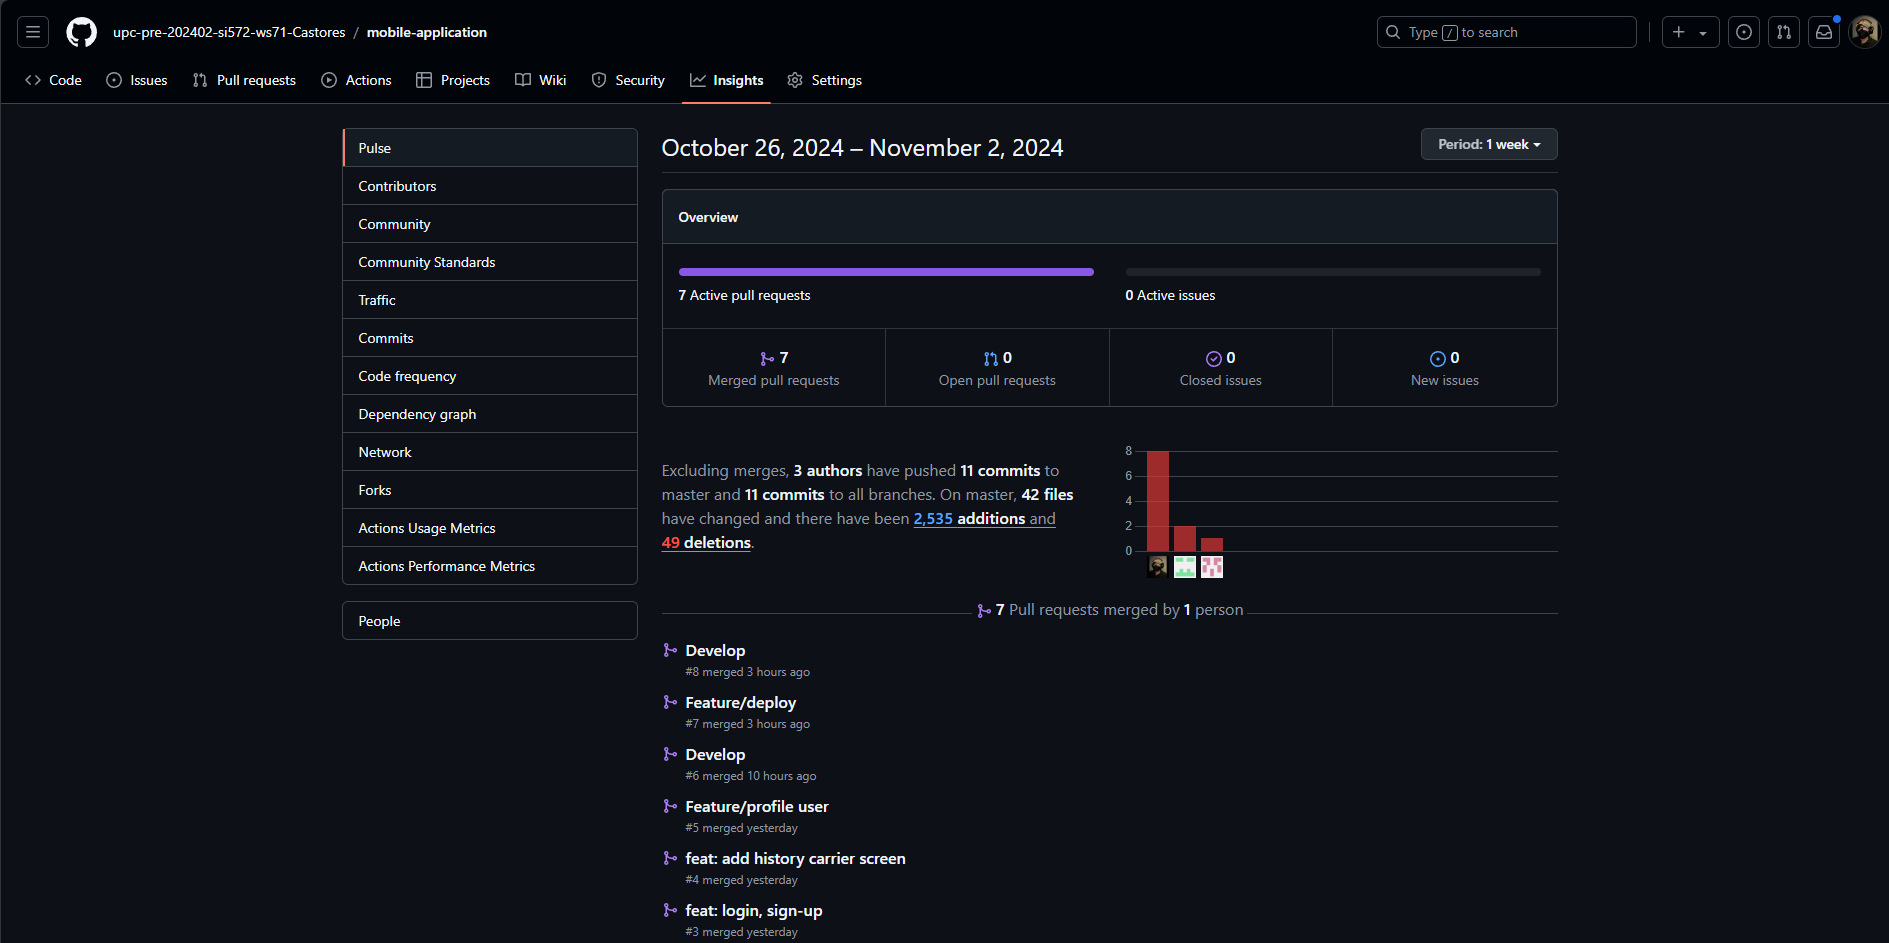 upc-pre-202402-si572-ws71-Castores / mobile-application
Type / to search
Code Issues Pull requests Actions Projects Wiki Security Insights Settings
Pulse
Contributors
Community
Community Standards
Traffic
Commits
Code frequency
Dependency graph
Network
Forks
Actions Usage Metrics
Actions Performance Metrics
People
October 26, 2024 – November 2, 2024
Period: 1 week
Overview
7 Active pull requests
0 Active issues
7
Merged pull requests
0
Open pull requests
0
Closed issues
0
New issues
Excluding merges, 3 authors have pushed 11 commits to
master and 11 commits to all branches. On master, 42 files
have changed and there have been 2,535 additions and
49 deletions.
8
6
4
2
0
7 Pull requests merged by 1 person
Develop
#8 merged 3 hours ago
Feature/deploy
#7 merged 3 hours ago
Develop
#6 merged 10 hours ago
Feature/profile user
#5 merged yesterday
feat: add history carrier screen
#4 merged yesterday
feat: login, sign-up
#3 merged yesterday